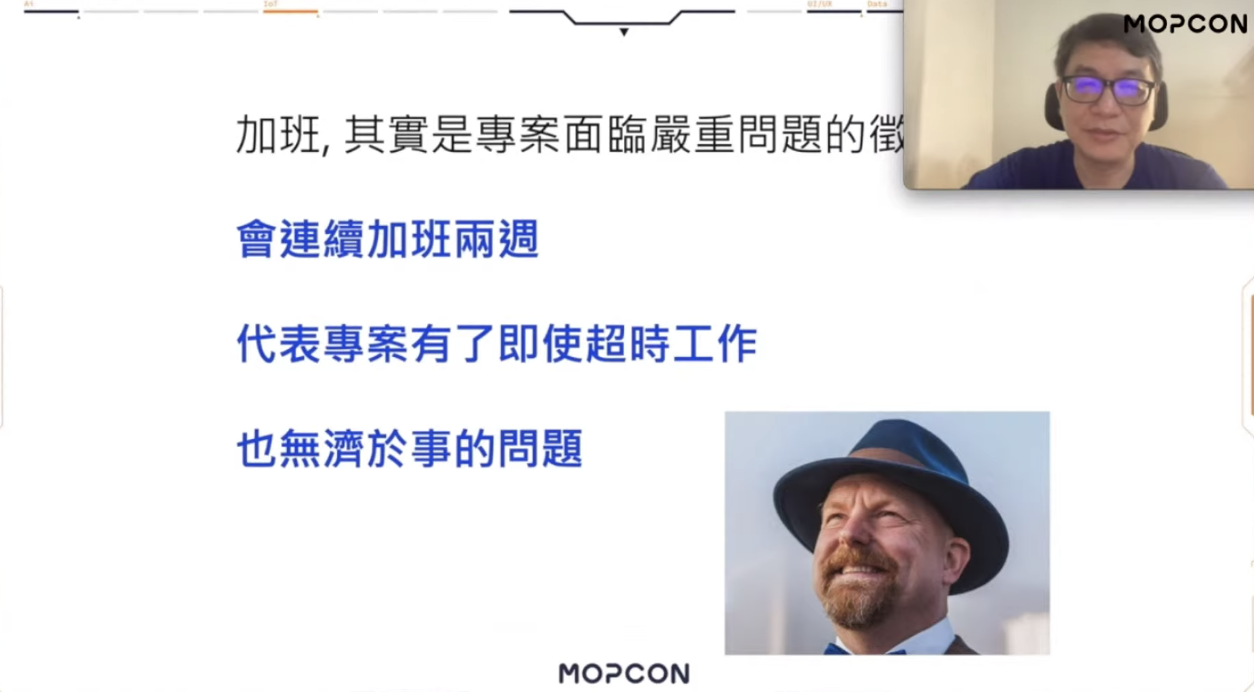 IoT
UI/UX
Data
MOPCON
加班, 其實是專案面臨嚴重問題的徵
會連續加班兩週
代表專案有了即使超時工作
也無濟於事的問題
MOPCON